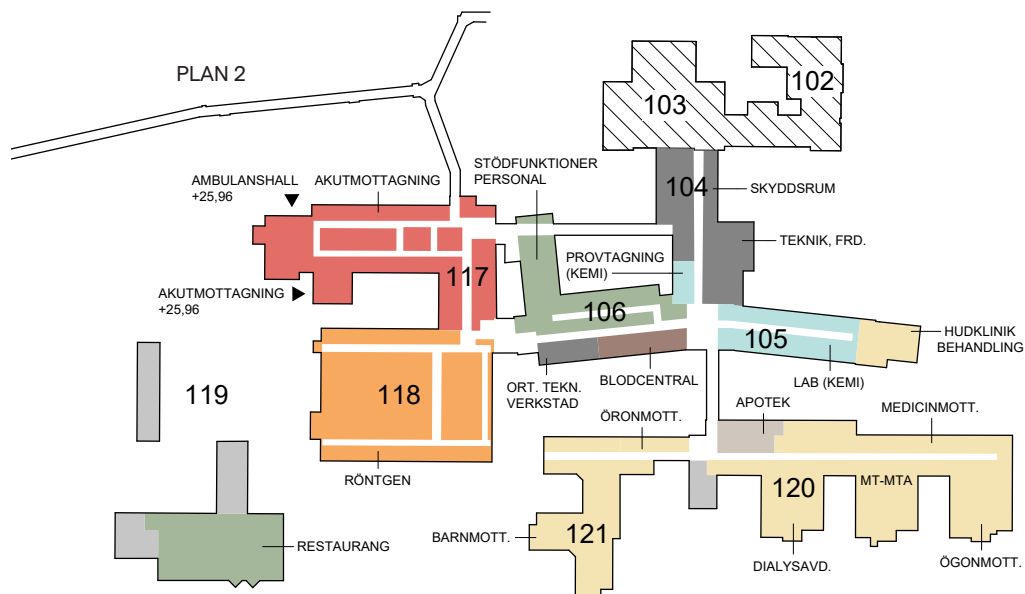 PLAN 2
102
103
STÖDFUNKTIONER
PERSONAL
AMBULANSHALL
+25,96
AKUTMOTTAGNING
104
SKYDDSRUM
TEKNIK, FRD.
PROVTAGNING
(KEMI)
117
AKUTMOTTAGNING
+25,96
106
105
HUDKLINIK
BEHANDLING
LAB (KEMI)
ORT. TEKN.
VERKSTAD
BLODCENTRAL
119
118
ÖRONMOTT.
APOTEK
MEDICINMOTT.
RÖNTGEN
120
MT-MTA
121
BARNMOTT.
RESTAURANG
DIALYSAVD.
ÖGONMOTT.